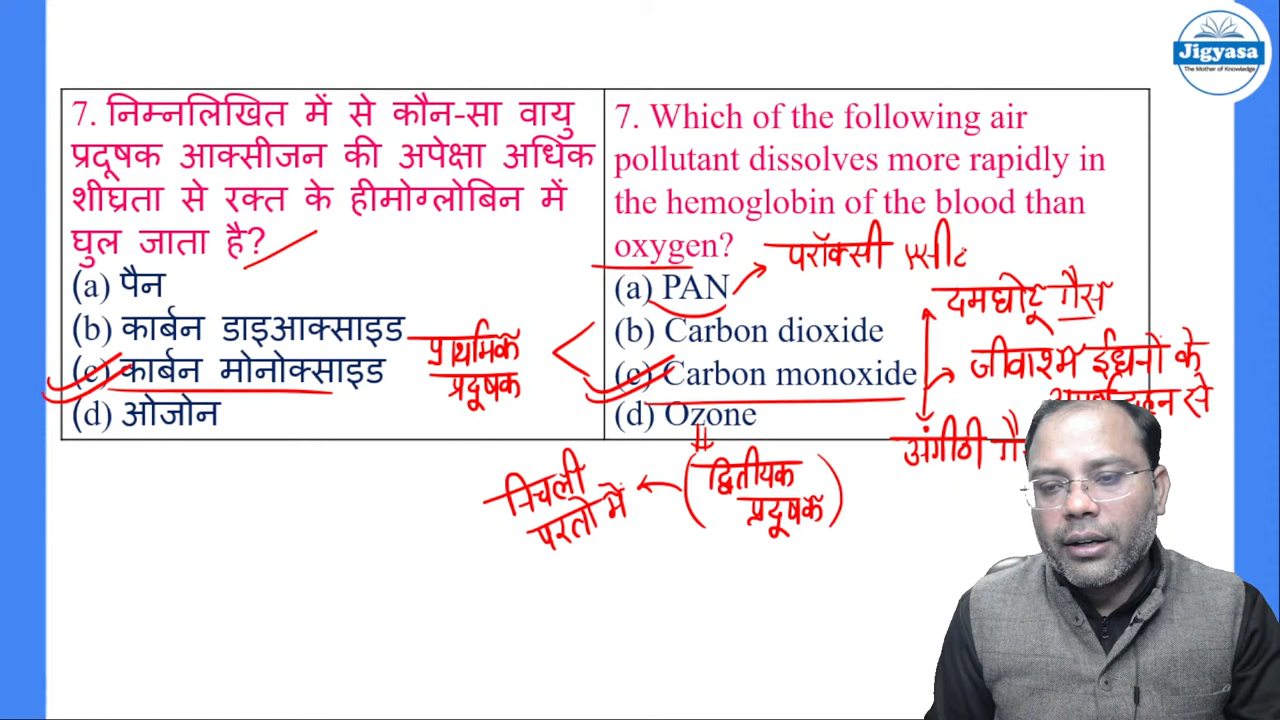 Jigyasa
The Mother of Knowledge
7. निम्नलिखित में से कौन-सा वायु
प्रदूषक आक्सीजन की अपेक्षा अधिक
शीघ्रता से रक्त के हीमोग्लोबिन में
घुल जाता है?
(a) पैन
(b) कार्बन डाइआक्साइड
(c) कार्बन मोनोक्साइड
(d) ओजोन
7. Which of the following air
pollutant dissolves more rapidly in
the hemoglobin of the blood than
oxygen?
(a) PAN
(b) Carbon dioxide
(c) Carbon monoxide
(d) Ozone
परॉक्सी एसीट
दमघोटू गैस
प्राथमिक
प्रदूषक
जीवाश्म ईधनों के
से
अंगीठी
द्वितीयक
प्रदूषक
निचली
परतो में